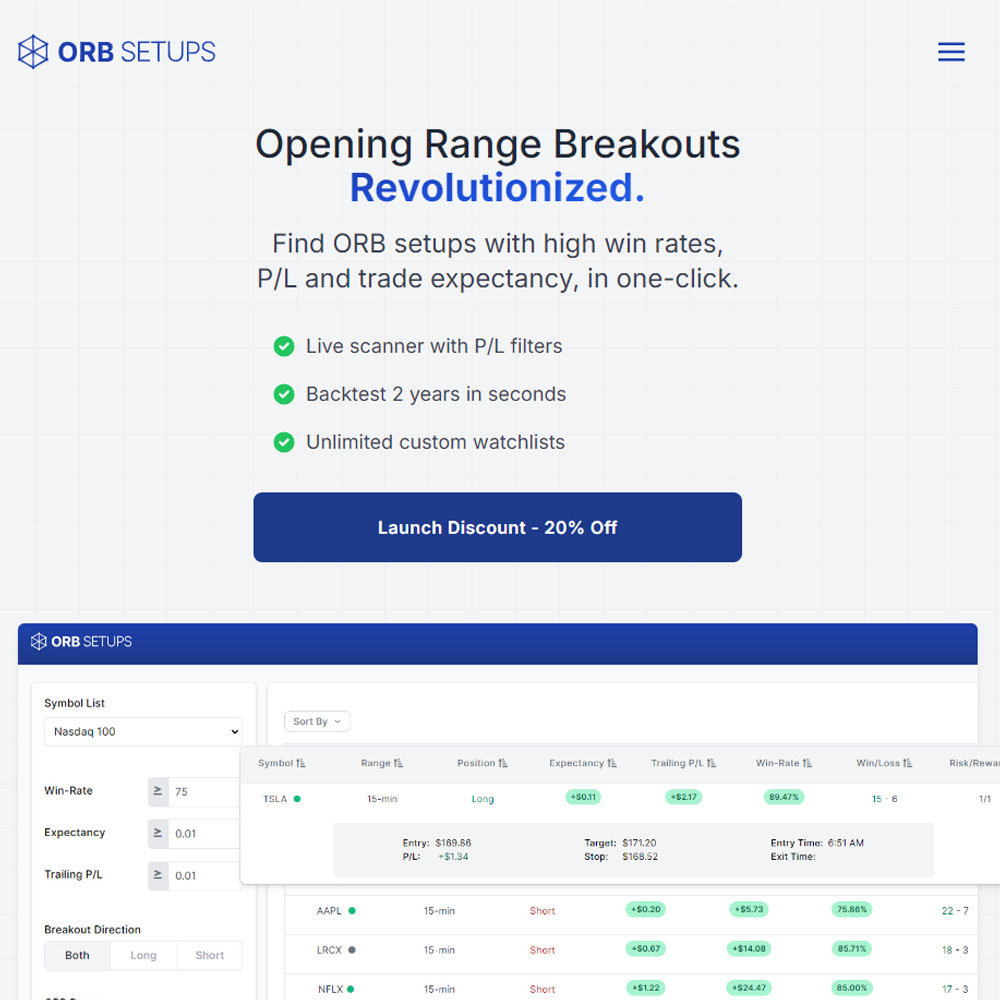 ORB SETUPS
Opening Range Breakouts
Revolutionized.
Find ORB setups with high win rates,
P/L and trade expectancy, in one-click.
Live scanner with P/L filters
Backtest 2 years in seconds
Unlimited custom watchlists
Launch Discount - 20% Off
ORB SETUPS
Symbol List
Nasdaq 100
Win-Rate ≥ 75
Expectancy ≥ 0.01
Trailing P/L ≥ 0.01
Breakout Direction
Both Long Short
Sort By
Symbol Range Position Expectancy Trailing P/L Win-Rate Win/Loss Risk/Rewar
TSLA 15-min Long +$0.11 +$2.17 89.47% 15 - 6 1/1
Entry: $169.86 Target: $171.20 Entry Time: 6:51 AM
P/L: +$1.34 Stop: $168.52 Exit Time:
AAPL 15-min Short +$0.20 +$5.73 75.86% 22 - 7
LRCX 15-min Short +$0.67 +$14.08 85.71% 18 - 3
NFLX 15-min Short +$1.22 +$24.47 85.00% 17 - 3